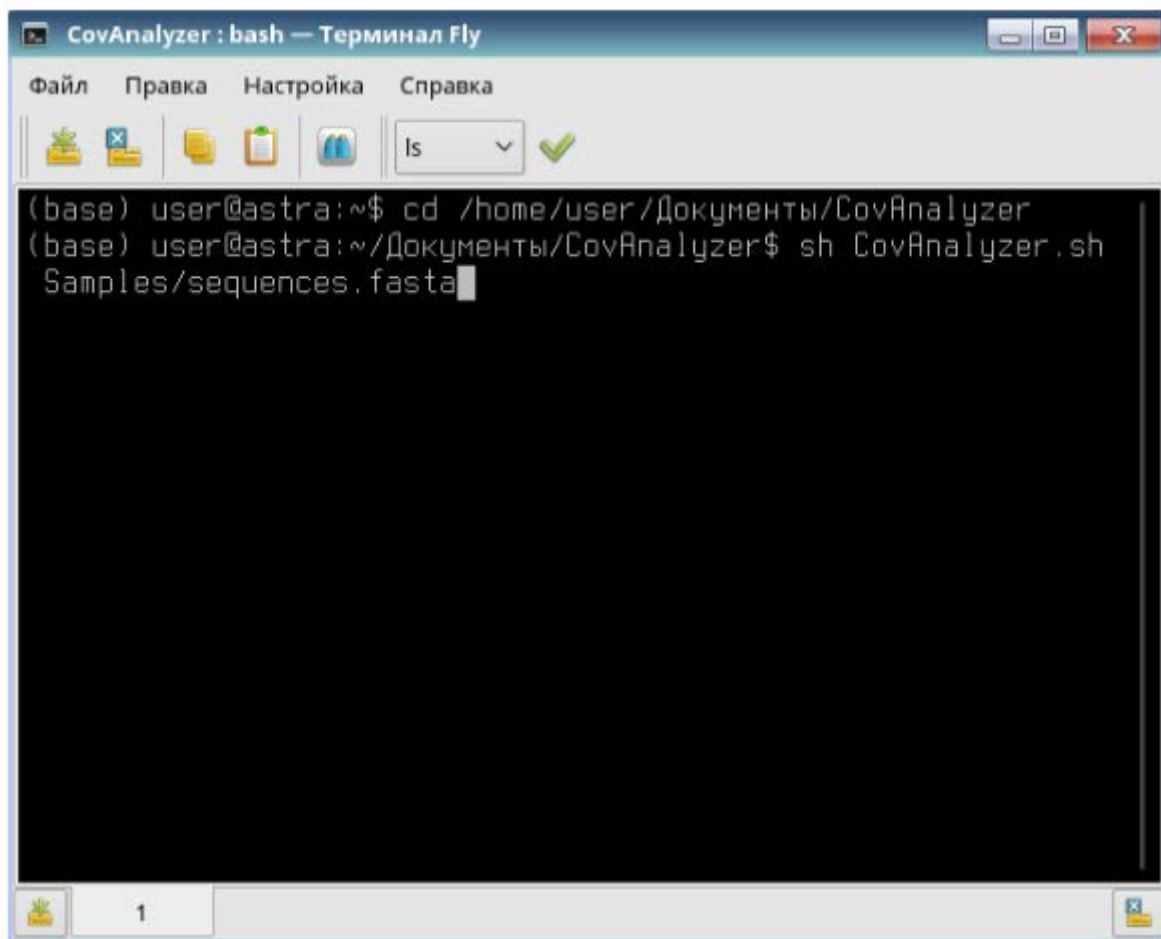 CovAnalyzer : bash — Терминал Fly
Файл Правка Настройка Справка
ls
(base) user@astra:~$ cd /home/user/Документы/CovAnalyzer
(base) user@astra:~/Документы/CovAnalyzer$ sh CovAnalyzer.sh
Samples/sequences.fasta
1